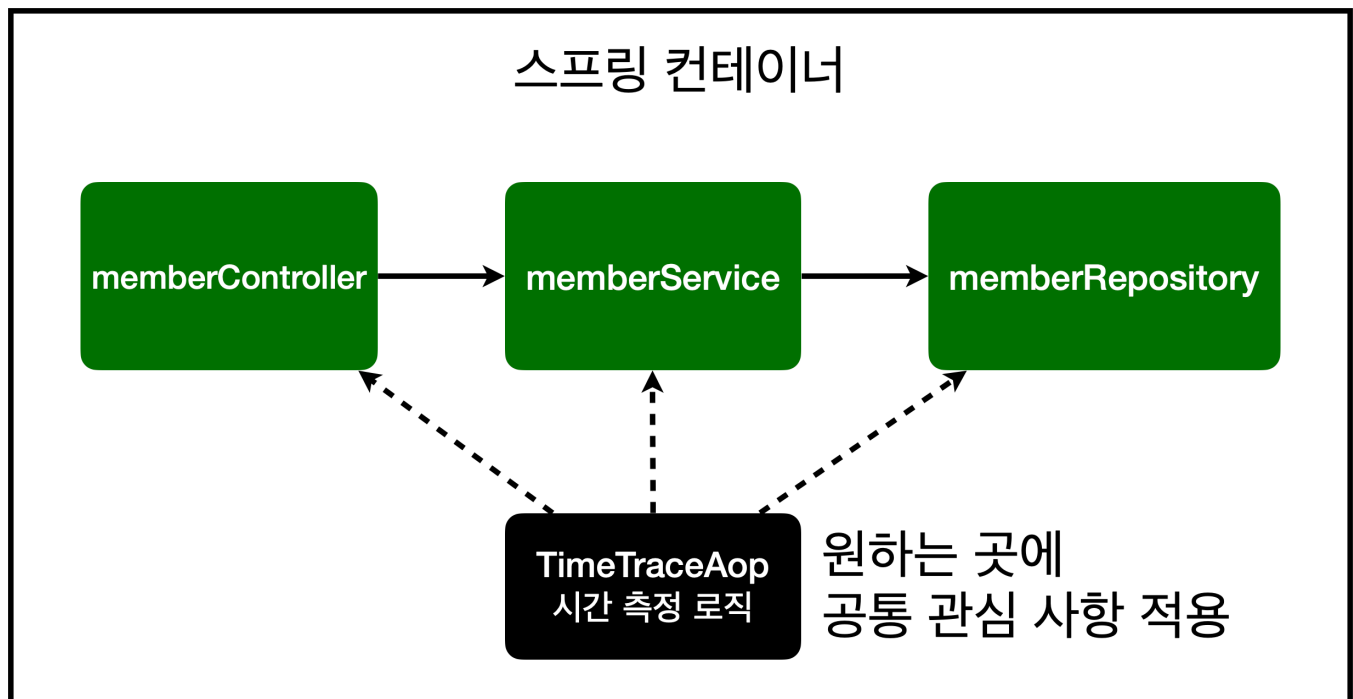 스프링 컨테이너
memberController
memberService
memberRepository
TimeTraceAop
시간 측정 로직
원하는 곳에
공통 관심 사항 적용